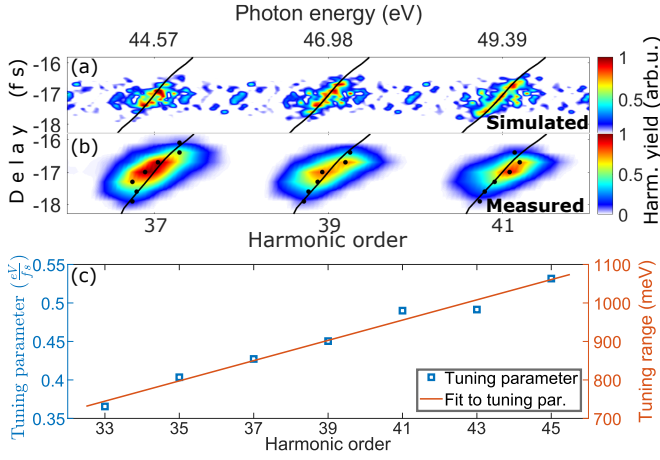 Photon energy (eV)
44.57 46.98 49.39
Delay (fs)
-16
-17
-18
(a)
Simulated
-16
-17
-18
(b)
Measured
1
0.5
0
1
0.5
0
Harm. yield (arb.u.)
37 39 41
Harmonic order
(c)
Tuning parameter (eV/fs)
0.55
0.5
0.45
0.4
0.35
Tuning parameter
Fit to tuning par.
1100
1000
900
800
700
Tuning range (meV)
33 35 37 39 41 43 45
Harmonic order